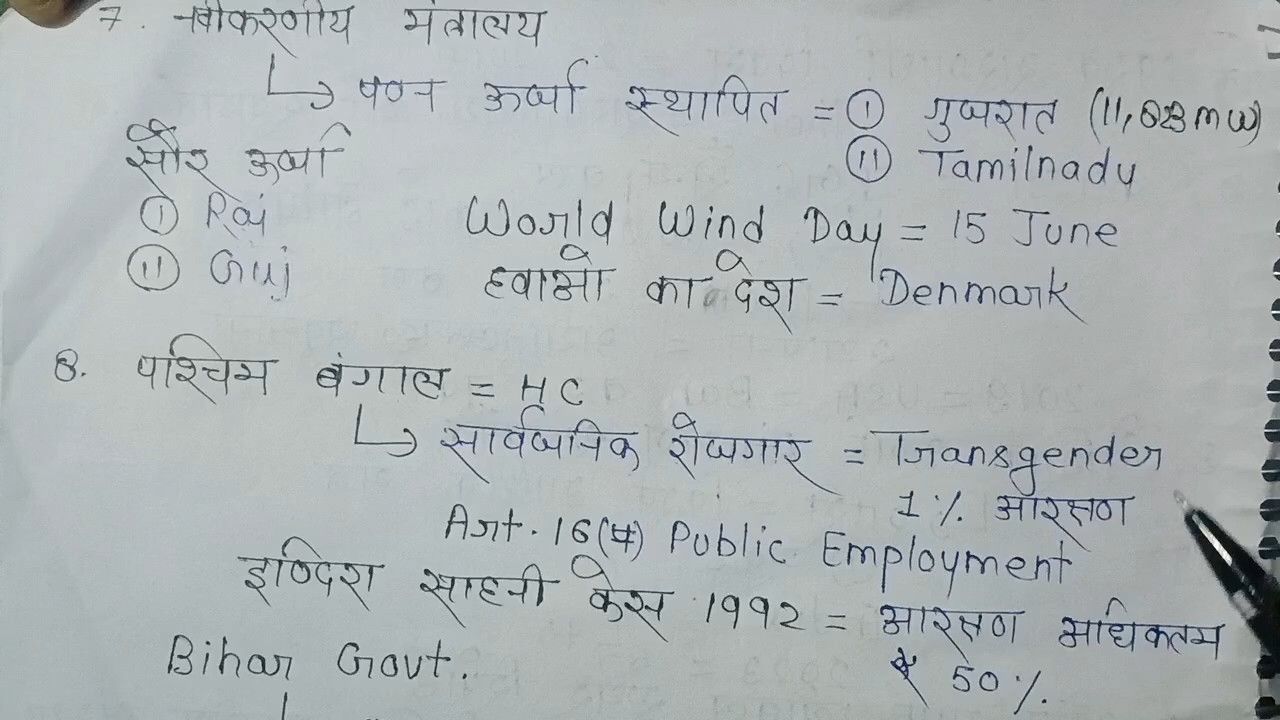 7. नवीकरणीय मंत्रालय
↳ पवन ऊर्जा स्थापित = ① गुजरात (11,823 mw)
सौर ऊर्जा ⑪ Tamilnadu
① Raj World Wind Day = 15 June
⑪ Guj हवाओ का देश = Denmark
8. पश्चिम बंगाल = HC
↳ सार्वजनिक रोजगार = Transgender
1% आरक्षण
Art. 16(4) Public Employment
इन्दिरा साहनी केस 1992 = आरक्षण अधिकतम
Bihar Govt. 50%